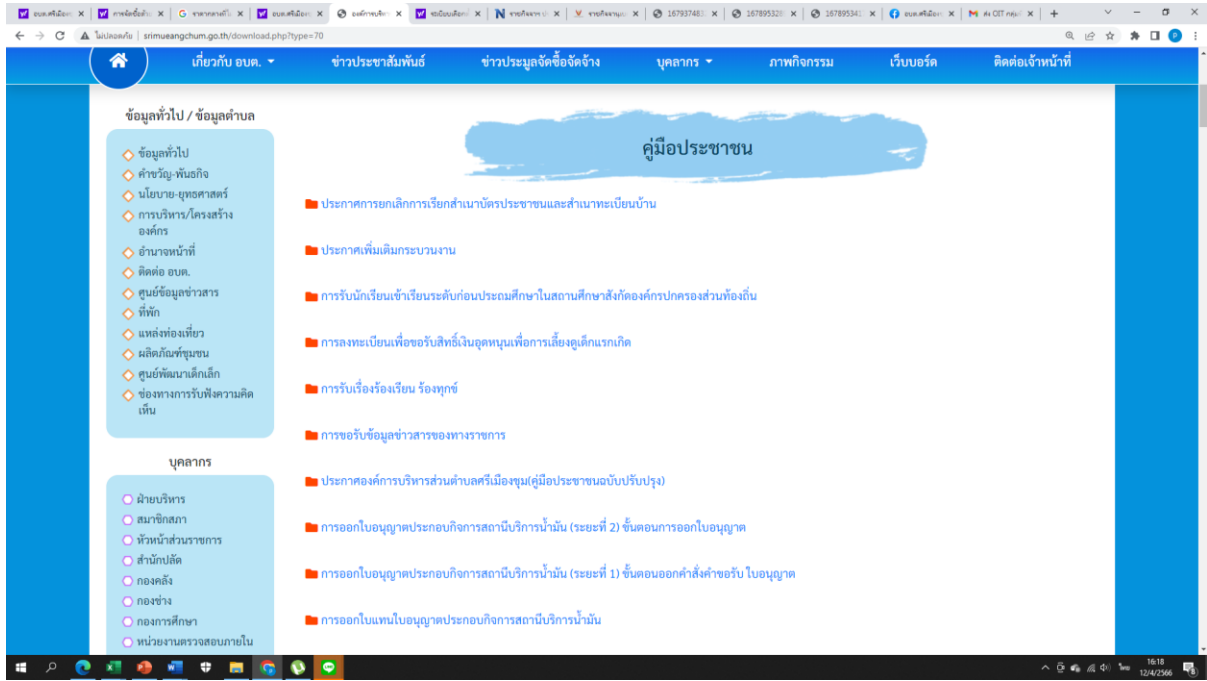 ไม่ปลอดภัย | srimueangchum.go.th/download.php?type=70
เกี่ยวกับ อบต.
ข่าวประชาสัมพันธ์
ข่าวประมูลจัดซื้อจัดจ้าง
บุคลากร
ภาพกิจกรรม
เว็บบอร์ด
ติดต่อเจ้าหน้าที่
ข้อมูลทั่วไป / ข้อมูลตำบล
ข้อมูลทั่วไป
คำขวัญ-พันธกิจ
นโยบาย-ยุทธศาสตร์
การบริหาร/โครงสร้าง
องค์กร
อำนาจหน้าที่
ติดต่อ อบต.
ศูนย์ข้อมูลข่าวสาร
ที่พัก
แหล่งท่องเที่ยว
ผลิตภัณฑ์ชุมชน
ศูนย์พัฒนาเด็กเล็ก
ช่องทางการรับฟังความคิด
เห็น
บุคลากร
ฝ่ายบริหาร
สมาชิกสภา
หัวหน้าส่วนราชการ
สำนักปลัด
กองคลัง
กองช่าง
กองการศึกษา
หน่วยงานตรวจสอบภายใน
คู่มือประชาชน
ประกาศการยกเลิกการเรียกสำเนาบัตรประชาชนและสำเนาทะเบียนบ้าน
ประกาศเพิ่มเติมกระบวนงาน
การรับนักเรียนเข้าเรียนระดับก่อนประถมศึกษาในสถานศึกษาสังกัดองค์กรปกครองส่วนท้องถิ่น
การลงทะเบียนเพื่อขอรับสิทธิ์เงินอุดหนุนเพื่อการเลี้ยงดูเด็กแรกเกิด
การรับเรื่องร้องเรียน ร้องทุกข์
การขอรับข้อมูลข่าวสารของทางราชการ
ประกาศองค์การบริหารส่วนตำบลศรีเมืองชุม(คู่มือประชาชนฉบับปรับปรุง)
การออกใบอนุญาตประกอบกิจการสถานีบริการน้ำมัน (ระยะที่ 2) ขั้นตอนการออกใบอนุญาต
การออกใบอนุญาตประกอบกิจการสถานีบริการน้ำมัน (ระยะที่ 1) ขั้นตอนออกคำสั่งคำขอรับ ใบอนุญาต
การออกใบแทนใบอนุญาตประกอบกิจการสถานีบริการน้ำมัน
16:18
12/4/2566